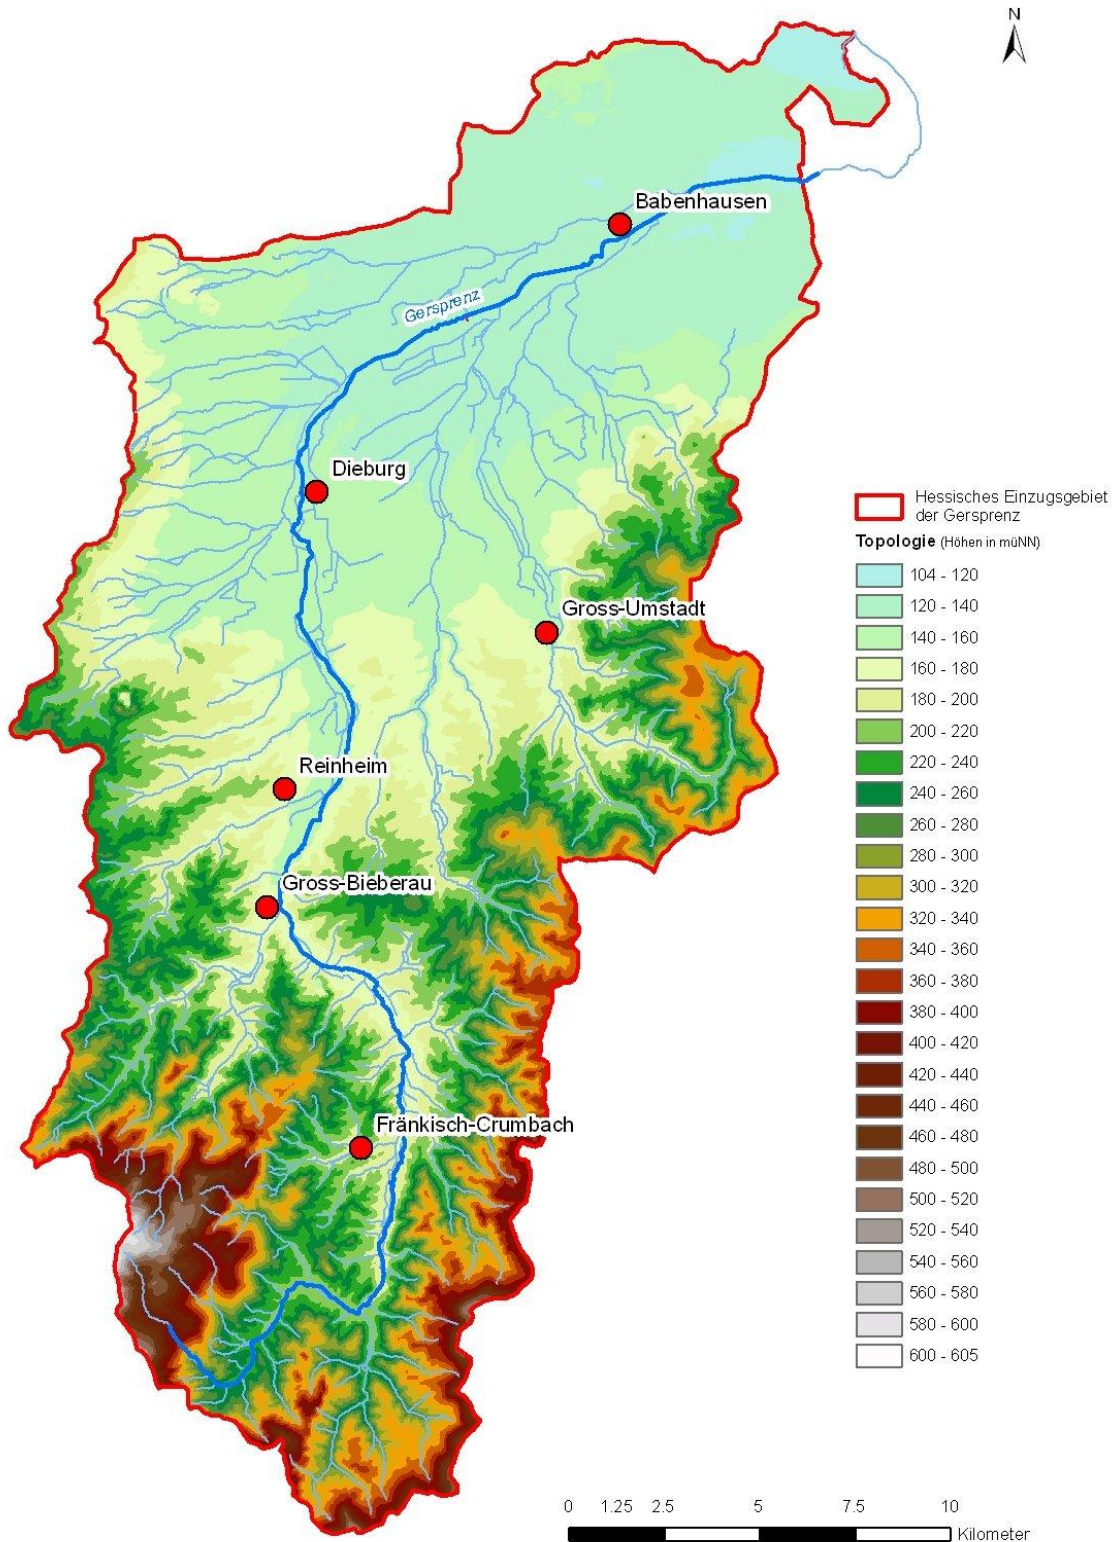 N
Babenhausen
Gersprenz
Dieburg
Gross-Umstadt
Reinheim
Gross-Bieberau
Fränkisch-Crumbach
Hessisches Einzugsgebiet
der Gersprenz
Topologie (Höhen in müNN)
104 - 120
120 - 140
140 - 160
160 - 180
180 - 200
200 - 220
220 - 240
240 - 260
260 - 280
280 - 300
300 - 320
320 - 340
340 - 360
360 - 380
380 - 400
400 - 420
420 - 440
440 - 460
460 - 480
480 - 500
500 - 520
520 - 540
540 - 560
560 - 580
580 - 600
600 - 605
0 1.25 2.5 5 7.5 10
Kilometer